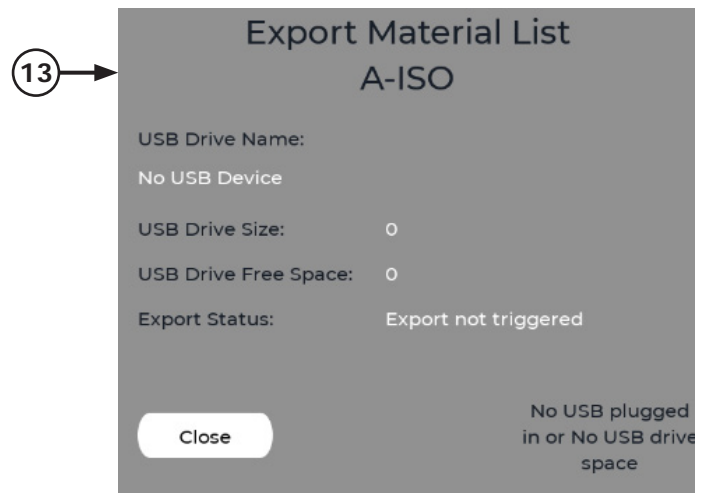 Export Material List
13
A-ISO
USB Drive Name:
No USB Device
USB Drive Size: 0
USB Drive Free Space: 0
Export Status: Export not triggered
No USB plugged
in or No USB drive
space
Close